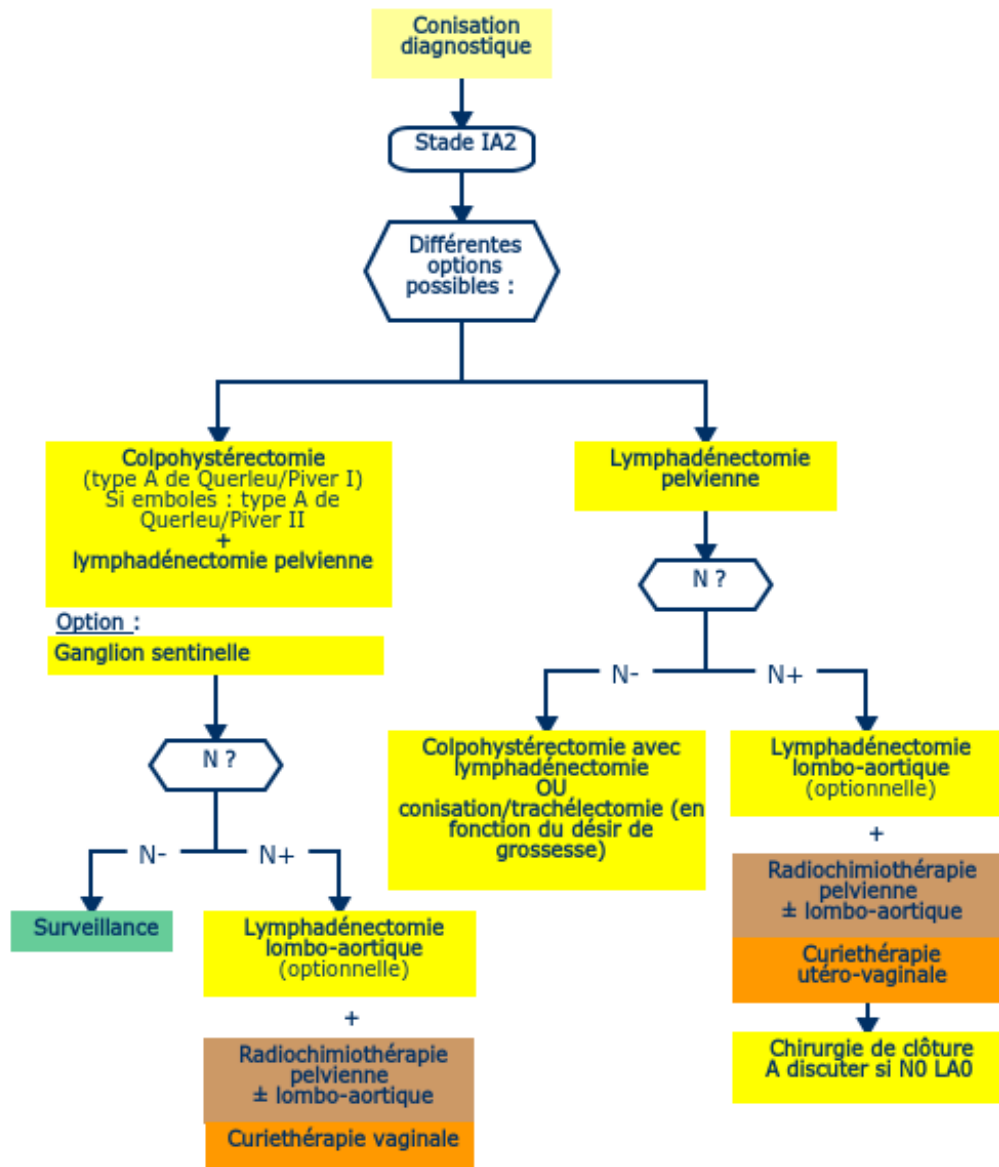 Conisation
diagnostique
Stade IA2
Différentes
options
possibles :
Colpohystérectomie
(type A de Querleu/Piver I)
Si emboles : type A de
Querleu/Piver II
+
lymphadénectomie pelvienne
Option :
Ganglion sentinelle
N ?
N-
N+
Surveillance
Lymphadénectomie
lombo-aortique
(optionnelle)
+
Radiochimiothérapie
pelvienne
± lombo-aortique
Curiethérapie vaginale
Lymphadénectomie
pelvienne
N ?
N-
N+
Colpohystérectomie avec
lymphadénectomie
OU
conisation/trachélectomie (en
fonction du désir de
grossesse)
Lymphadénectomie
lombo-aortique
(optionnelle)
+
Radiochimiothérapie
pelvienne
± lombo-aortique
Curiethérapie
utéro-vaginale
Chirurgie de clôture
A discuter si N0 LA0